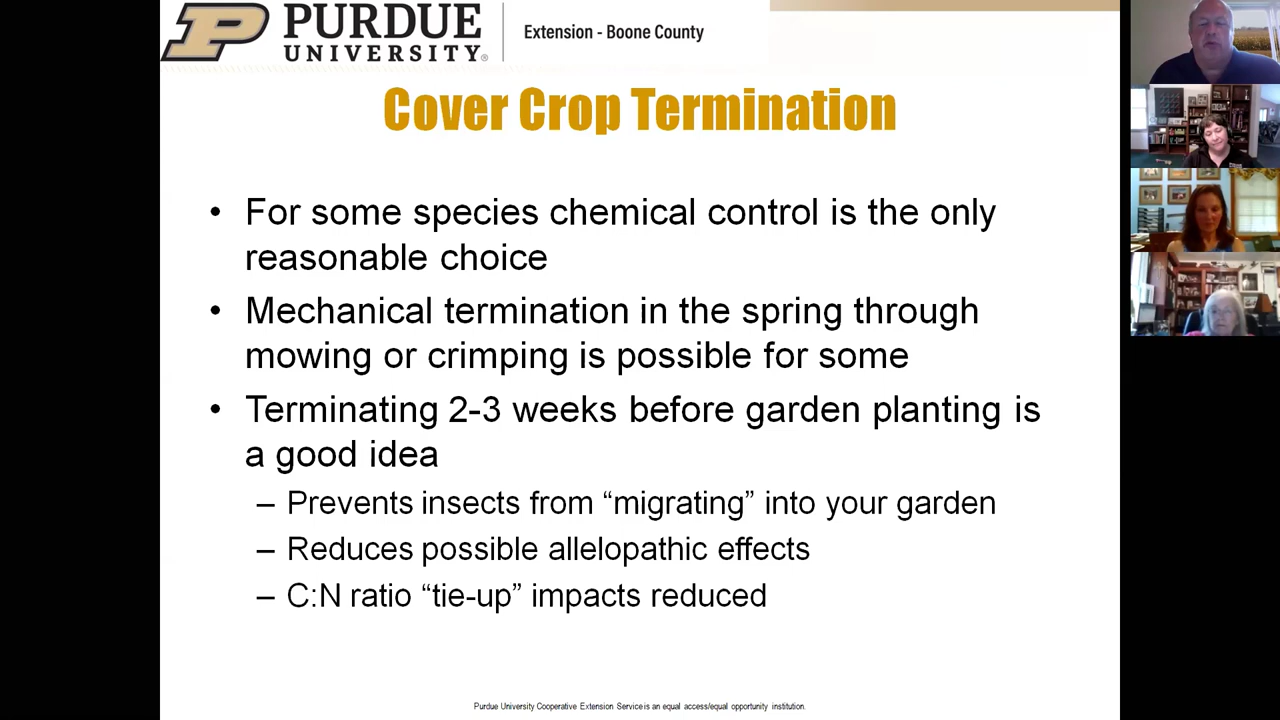 PURDUE
UNIVERSITY®
Extension - Boone County
Cover Crop Termination
• For some species chemical control is the only
reasonable choice
• Mechanical termination in the spring through
mowing or crimping is possible for some
• Terminating 2-3 weeks before garden planting is
a good idea
– Prevents insects from “migrating” into your garden
– Reduces possible allelopathic effects
– C:N ratio “tie-up” impacts reduced
Purdue University Cooperative Extension Service is an equal access/equal opportunity institution.